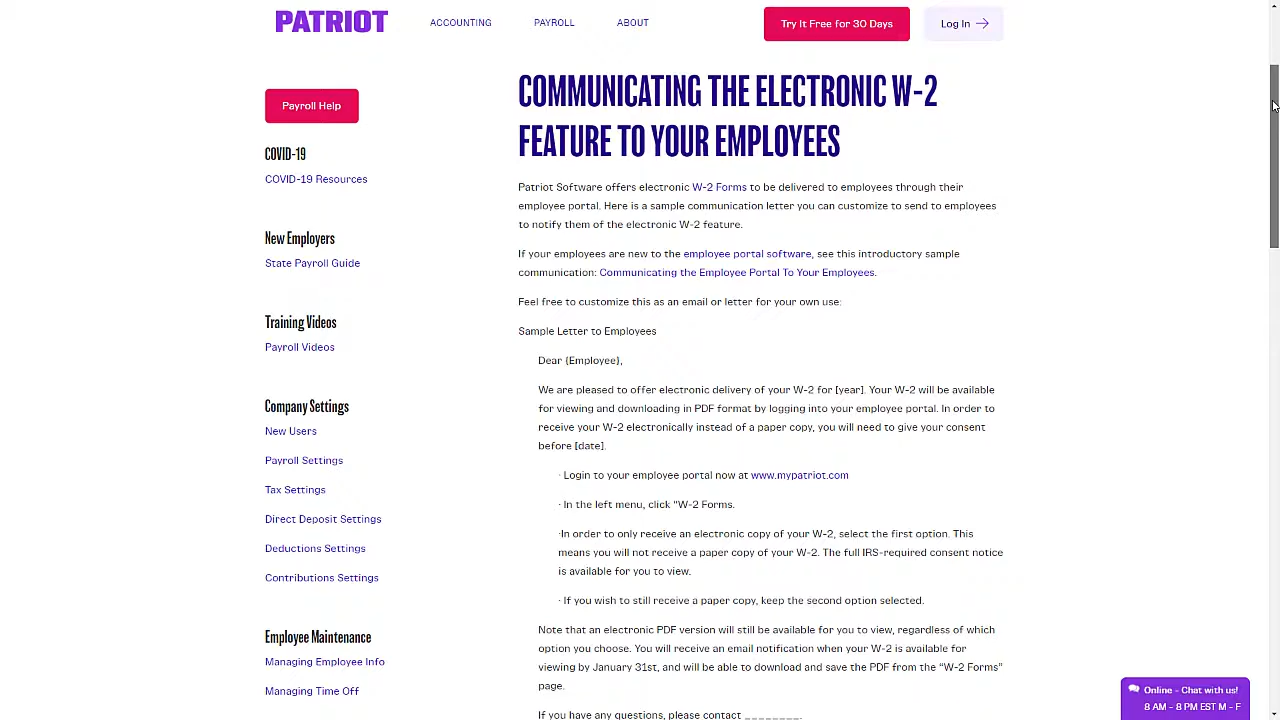 PATRIOT
ACCOUNTING
PAYROLL
ABOUT
Try It Free for 30 Days
Log In
Payroll Help
COVID-19
COVID-19 Resources
New Employers
State Payroll Guide
Training Videos
Payroll Videos
Company Settings
New Users
Payroll Settings
Tax Settings
Direct Deposit Settings
Deductions Settings
Contributions Settings
Employee Maintenance
Managing Employee Info
Managing Time Off
COMMUNICATING THE ELECTRONIC W-2
FEATURE TO YOUR EMPLOYEES
Patriot Software offers electronic W-2 Forms to be delivered to employees through their
employee portal. Here is a sample communication letter you can customize to send to employees
to notify them of the electronic W-2 feature.
If your employees are new to the employee portal software, see this introductory sample
communication: Communicating the Employee Portal To Your Employees.
Feel free to customize this as an email or letter for your own use:
Sample Letter to Employees
Dear {Employee},
We are pleased to offer electronic delivery of your W-2 for [year]. Your W-2 will be available
for viewing and downloading in PDF format by logging into your employee portal. In order to
receive your W-2 electronically instead of a paper copy, you will need to give your consent
before [date].
· Login to your employee portal now at www.mypatriot.com
· In the left menu, click "W-2 Forms.
·In order to only receive an electronic copy of your W-2, select the first option. This
means you will not receive a paper copy of your W-2. The full IRS-required consent notice
is available for you to view.
· If you wish to still receive a paper copy, keep the second option selected.
Note that an electronic PDF version will still be available for you to view, regardless of which
option you choose. You will receive an email notification when your W-2 is available for
viewing by January 31st, and will be able to download and save the PDF from the “W-2 Forms”
page.
If you have any questions, please contact ________.
Online - Chat with us!
8 AM - 8 PM EST M - F